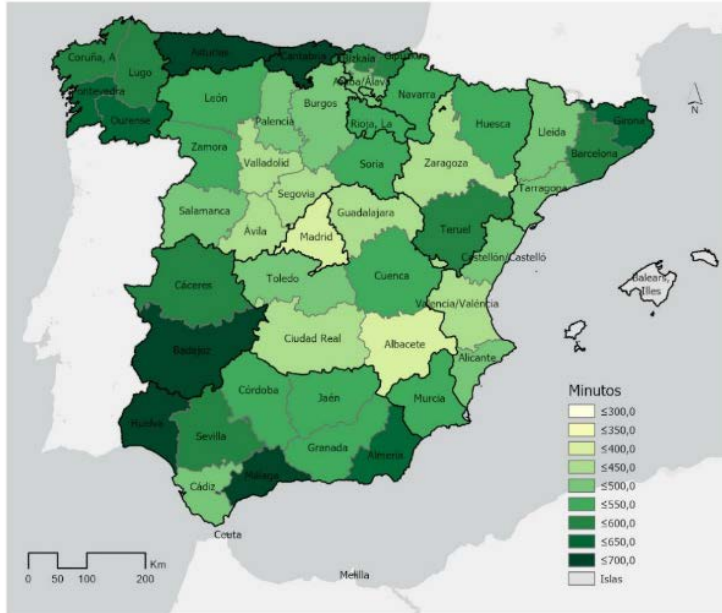 Coruña, A
Lugo
Asturias
Cantabria
Bizkaia
Gipuzkoa
Pontevedra
Ourense
León
Palencia
Burgos
Araba/Álava
Navarra
Rioja, La
Huesca
Lleida
Girona
Barcelona
Zamora
Valladolid
Soria
Zaragoza
Tarragona
Salamanca
Segovia
Ávila
Madrid
Guadalajara
Teruel
Castellón/Castelló
Cáceres
Toledo
Cuenca
Valencia/València
Balears,
Illes
Badajoz
Ciudad Real
Albacete
Alicante
Huelva
Sevilla
Córdoba
Jaén
Murcia
Cádiz
Málaga
Granada
Almería
Ceuta
Melilla
N
Minutos
≤300,0
≤350,0
≤400,0
≤450,0
≤500,0
≤550,0
≤600,0
≤650,0
≤700,0
Islas
Km
0 50 100 200